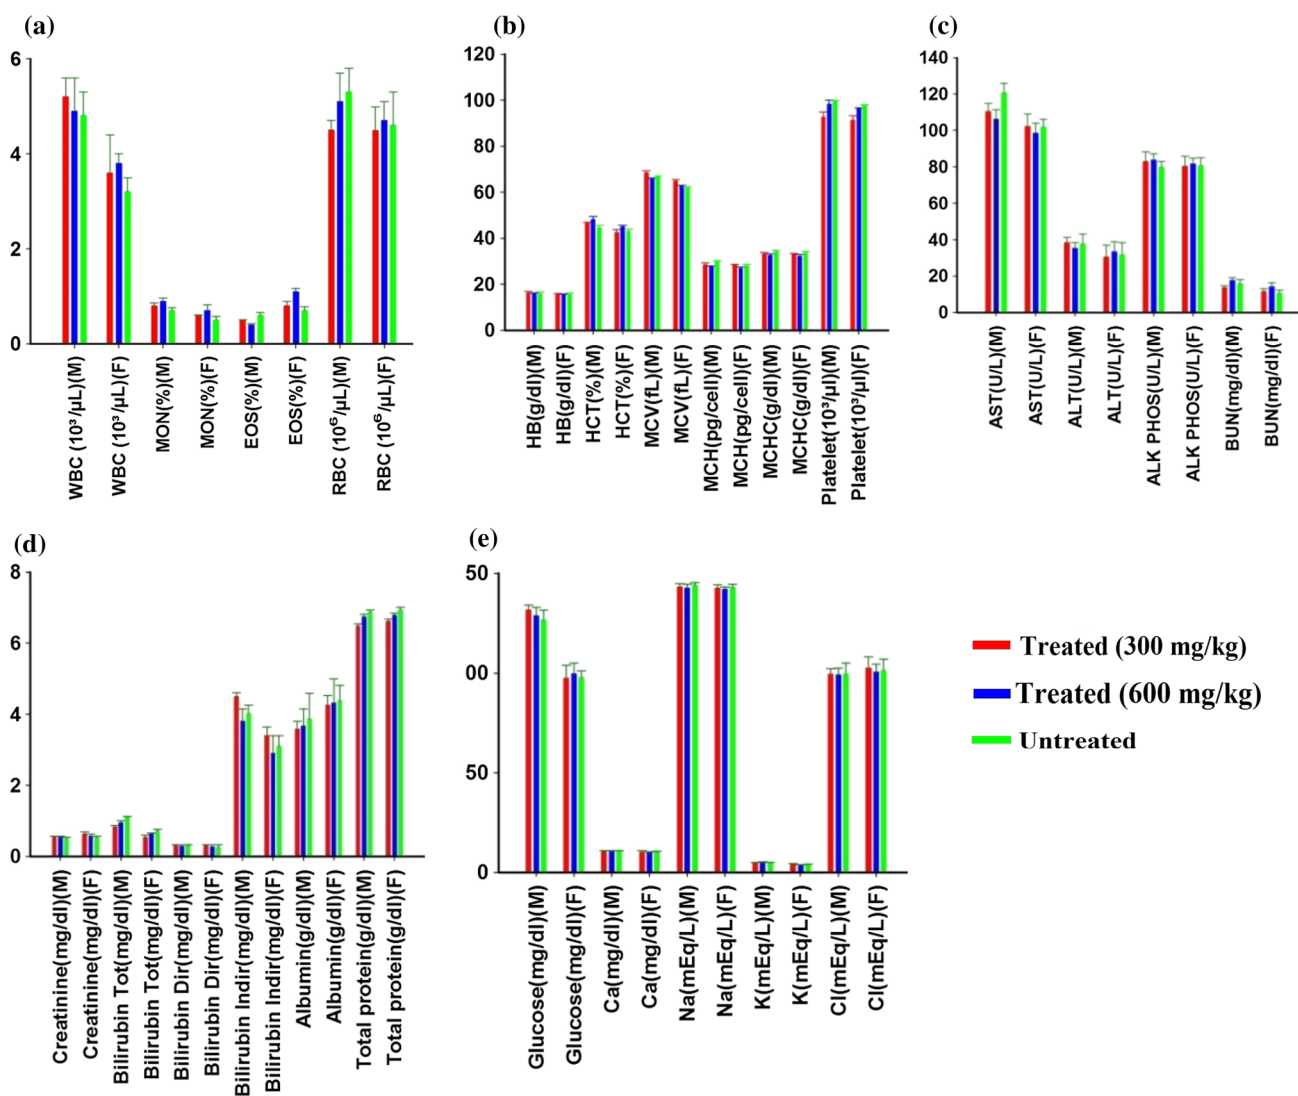 (a)
6
4
2
0
WBC (10³/µL)(M)
WBC (10³/µL)(F)
MON(%)(M)
MON(%)(F)
EOS(%)(M)
EOS(%)(F)
RBC (10⁶/µL)(M)
RBC (10⁶/µL)(F)
(b)
120
100
80
60
40
20
0
HB(g/dl)(M)
HB(g/dl)(F)
HCT(%)(M)
HCT(%)(F)
MCV(fL)(M)
MCV(fL)(F)
MCH(pg/cell)(M)
MCH(pg/cell)(F)
MCHC(g/dl)(M)
MCHC(g/dl)(F)
Platelet(10³/µl)(M)
Platelet(10³/µl)(F)
(c)
140
120
100
80
60
40
20
0
AST(U/L)(M)
AST(U/L)(F)
ALT(U/L)(M)
ALT(U/L)(F)
ALK PHOS(U/L)(M)
ALK PHOS(U/L)(F)
BUN(mg/dl)(M)
BUN(mg/dl)(F)
(d)
8
6
4
2
0
Creatinine(mg/dl)(M)
Creatinine(mg/dl)(F)
Bilirubin Tot(mg/dl)(M)
Bilirubin Tot(mg/dl)(F)
Bilirubin Dir(mg/dl)(M)
Bilirubin Dir(mg/dl)(F)
Bilirubin Indir(mg/dl)(M)
Bilirubin Indir(mg/dl)(F)
Albumin(g/dl)(M)
Albumin(g/dl)(F)
Total protein(g/dl)(M)
Total protein(g/dl)(F)
(e)
50
00
50
0
Glucose(mg/dl)(M)
Glucose(mg/dl)(F)
Ca(mg/dl)(M)
Ca(mg/dl)(F)
Na(mEq/L)(M)
Na(mEq/L)(F)
K(mEq/L)(M)
K(mEq/L)(F)
Cl(mEq/L)(M)
Cl(mEq/L)(F)
Treated (300 mg/kg)
Treated (600 mg/kg)
Untreated